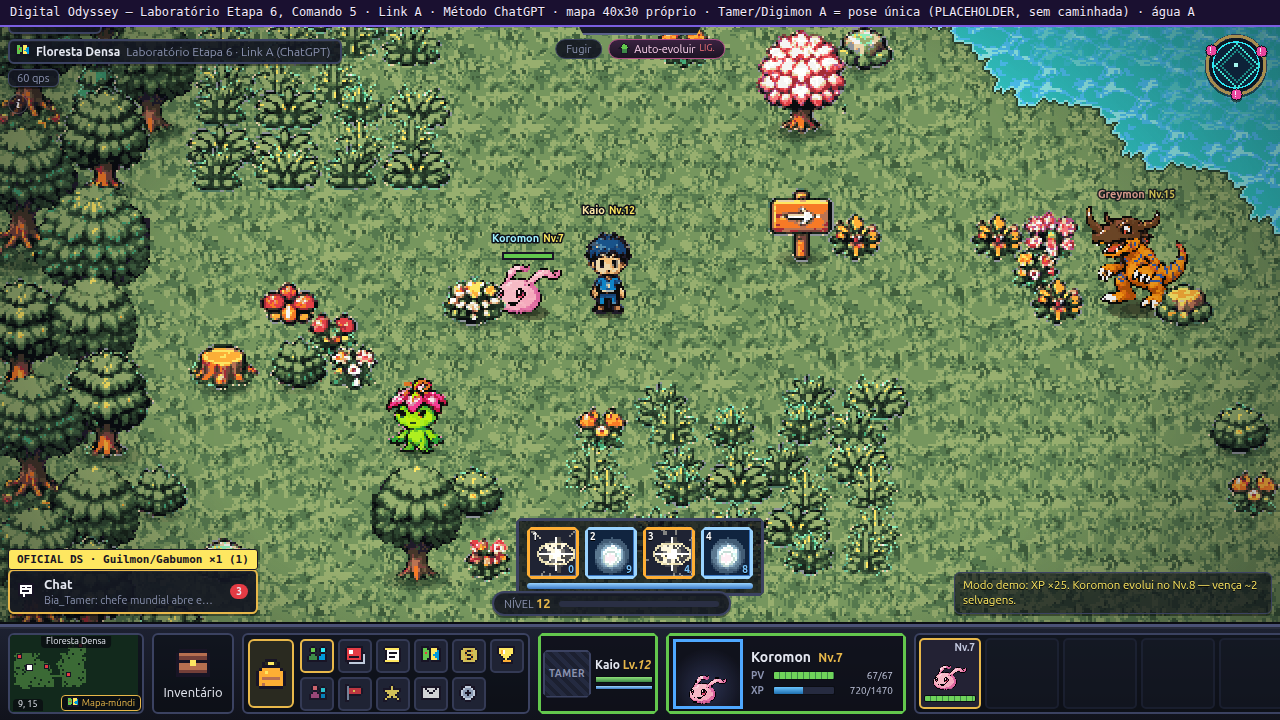 Digital Odyssey — Laboratório Etapa 6, Comando 5 · Link A · Método ChatGPT · mapa 40x30 próprio · Tamer/Digimon A = pose única (PLACEHOLDER, sem caminhada) · água A
Floresta Densa Laboratório Etapa 6 · Link A (ChatGPT)
Fugir
Auto-evoluir LIG.
60 qps
i
Greymon Nv.15
Kaio Nv.12
Koromon Nv.7
OFICIAL DS · Guilmon/Gabumon ×1 (1)
Chat
Bia_Tamer: chefe mundial abre e…
3
1 0
2 9
3 4
4 8
NÍVEL 12
Modo demo: XP ×25. Koromon evolui no Nv.8 — vença ~2
selvagens.
Floresta Densa
9, 15
Mapa-múndi
Inventário
TAMER
Kaio Lv.12
Koromon Nv.7
PV 67/67
XP 720/1470
Nv.7